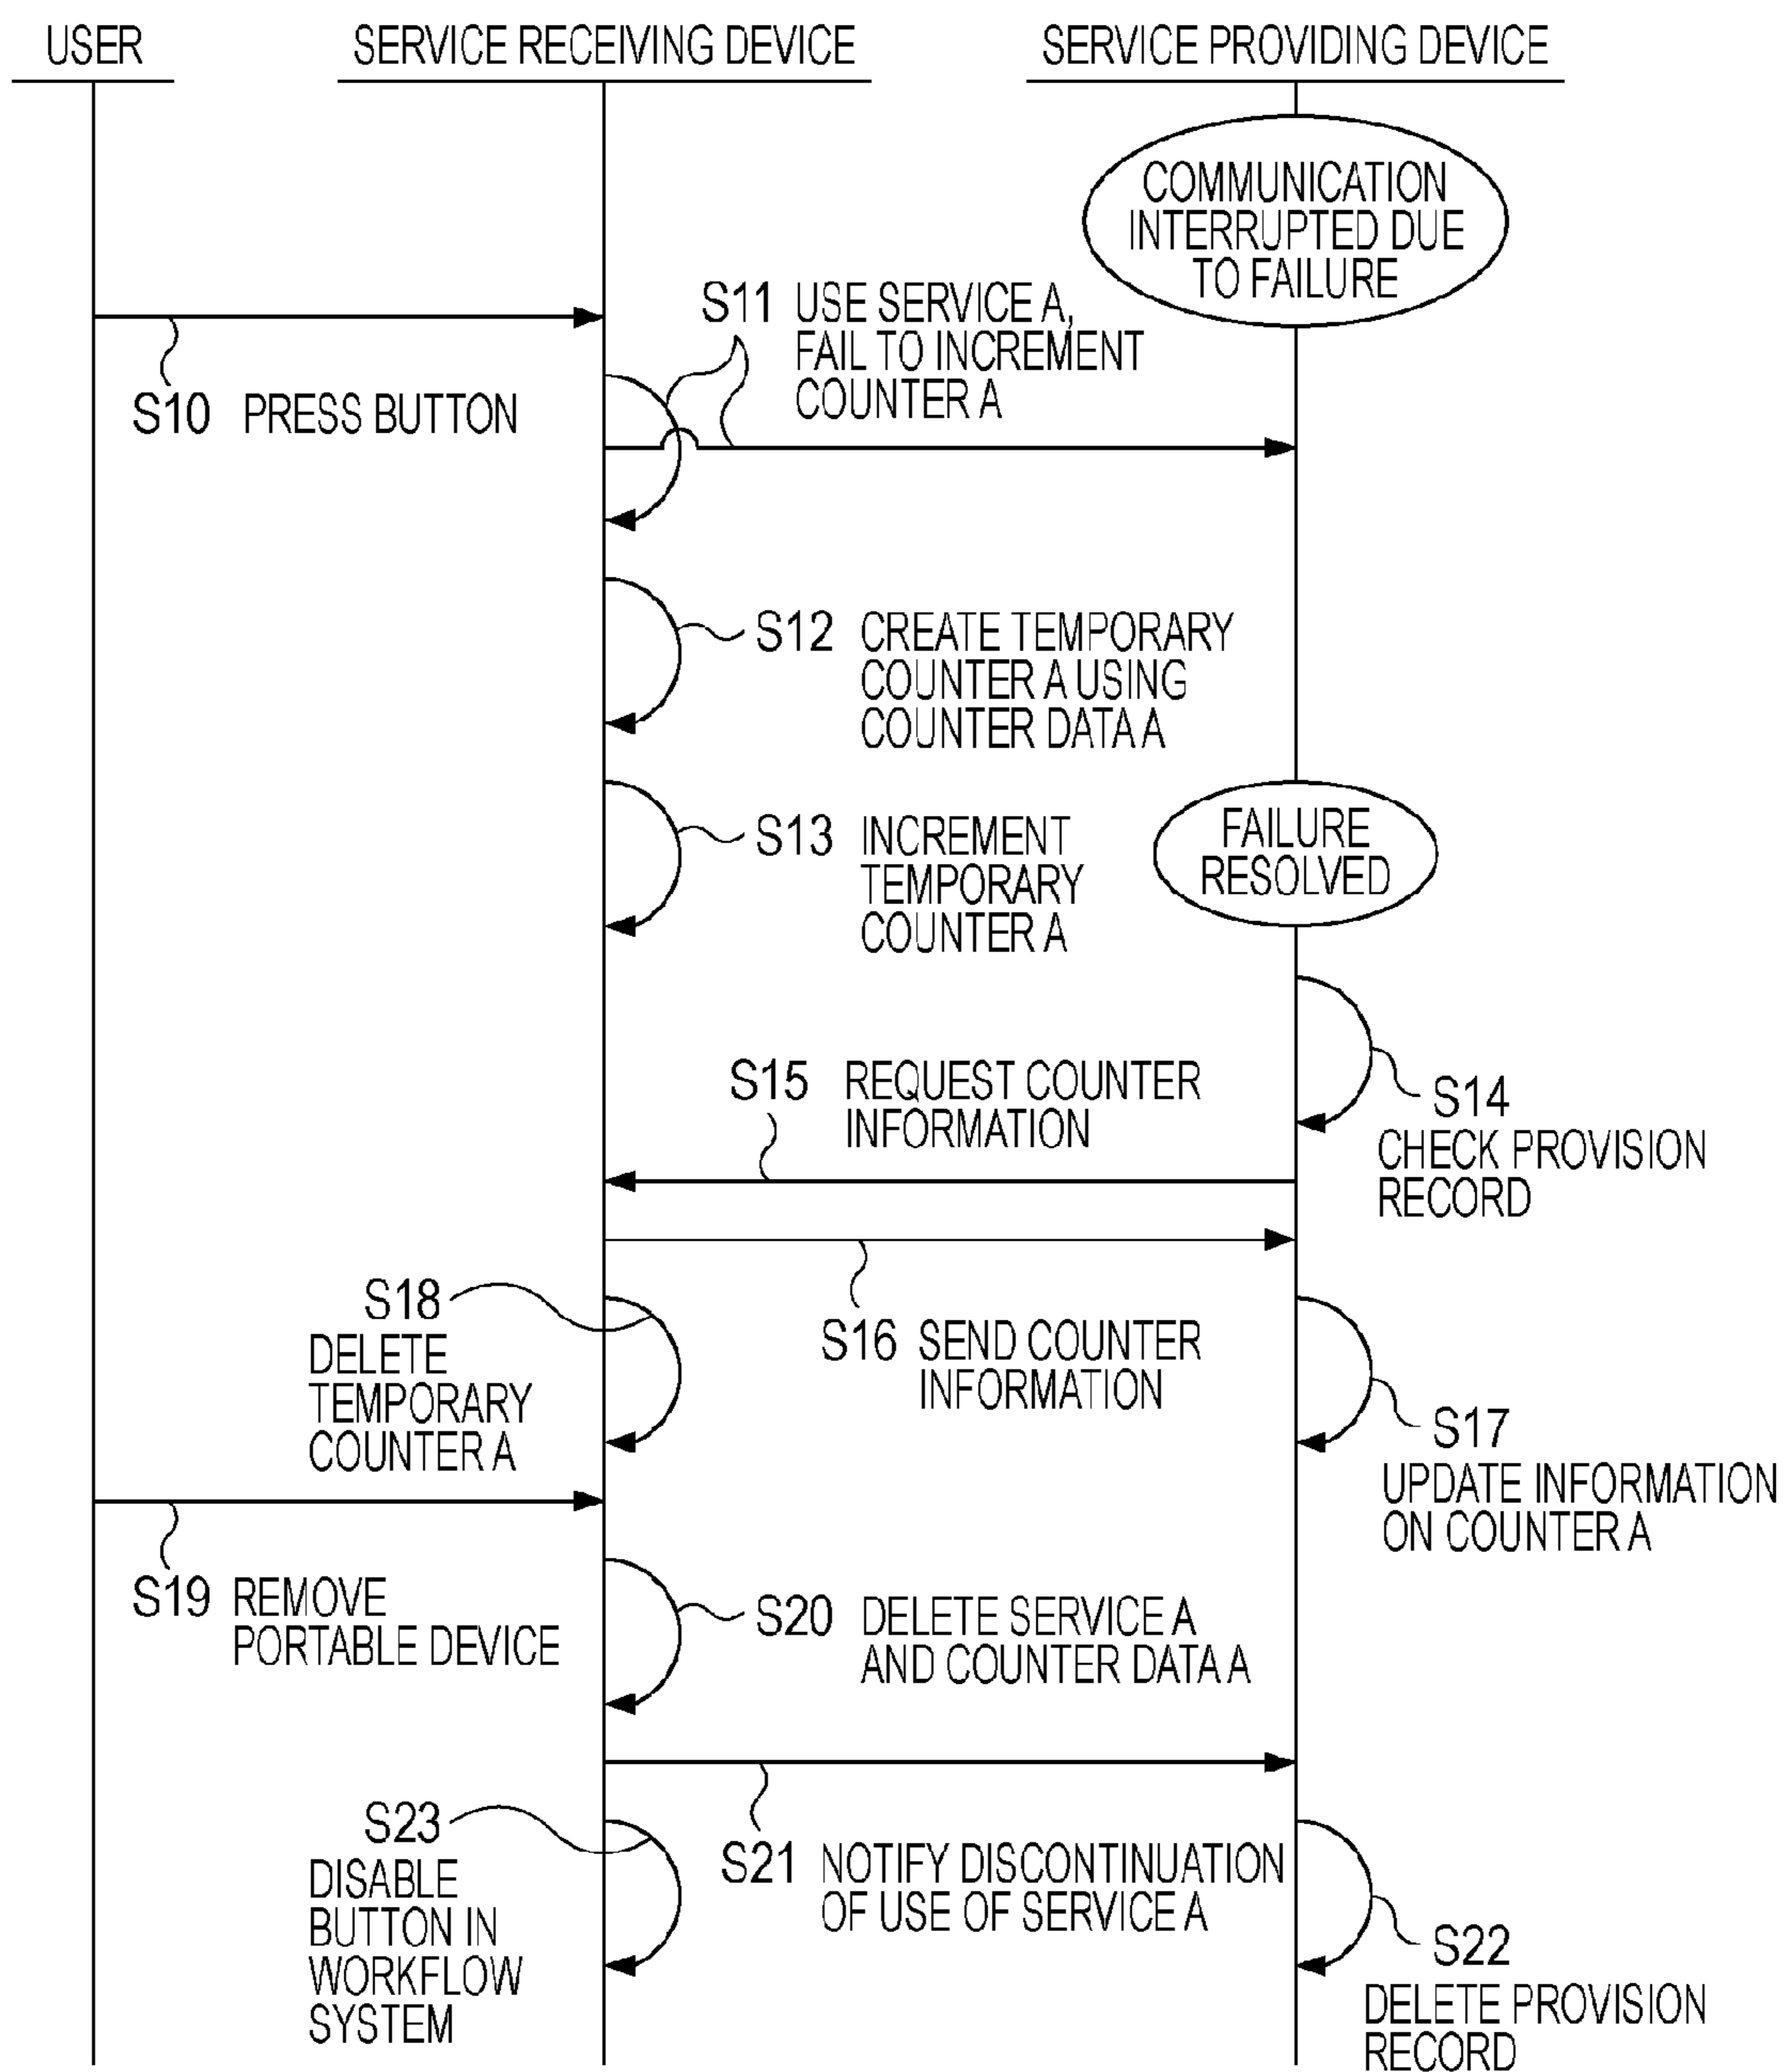 USER
SERVICE RECEIVING DEVICE
SERVICE PROVIDING DEVICE
COMMUNICATION
INTERRUPTED DUE
TO FAILURE
S10 PRESS BUTTON
S11 USE SERVICE A,
FAIL TO INCREMENT
COUNTER A
S12 CREATE TEMPORARY
COUNTER A USING
COUNTER DATA A
S13 INCREMENT
TEMPORARY
COUNTER A
FAILURE
RESOLVED
S14
CHECK PROVISION
RECORD
S15 REQUEST COUNTER
INFORMATION
S16 SEND COUNTER
INFORMATION
S17
UPDATE INFORMATION
ON COUNTER A
S18
DELETE
TEMPORARY
COUNTER A
S19 REMOVE
PORTABLE DEVICE
S20 DELETE SERVICE A
AND COUNTER DATA A
S21 NOTIFY DISCONTINUATION
OF USE OF SERVICE A
S22
DELETE PROVISION
RECORD
S23
DISABLE
BUTTON IN
WORKFLOW
SYSTEM